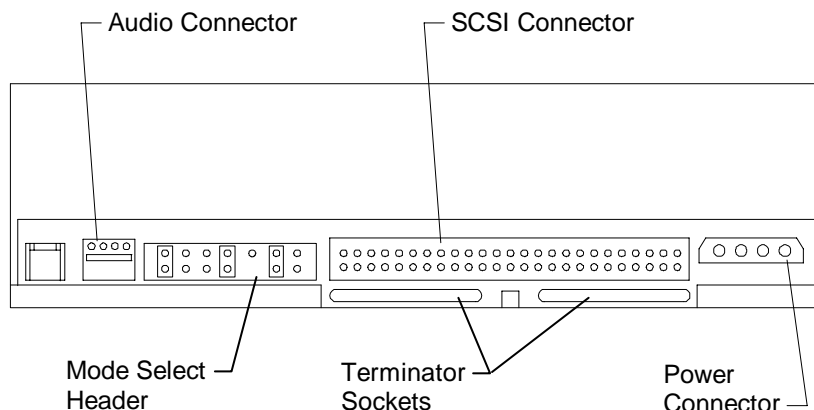 Audio Connector
SCSI Connector
Mode Select
Header
Terminator
Sockets
Power
Connector